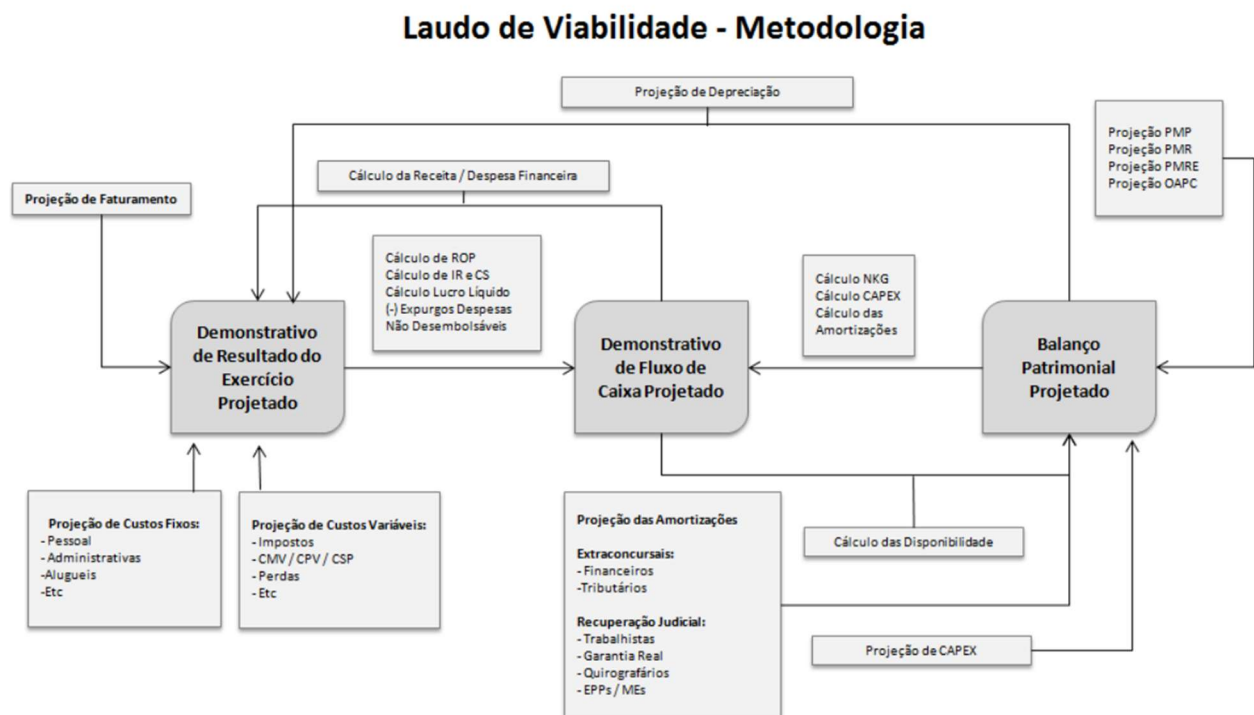 Laudo de Viabilidade - Metodologia
Projeção de Depreciação
Projeção PMP
Projeção PMR
Projeção PMRE
Projeção OAPC
Cálculo da Receita / Despesa Financeira
Projeção de Faturamento
Cálculo de ROP
Cálculo de IR e CS
Cálculo Lucro Líquido
(-) Expurgos Despesas
Não Desembolsáveis
Cálculo NKG
Cálculo CAPEX
Cálculo das
Amortizações
Demonstrativo
de Resultado do
Exercício
Projetado
Demonstrativo
de Fluxo de
Caixa Projetado
Balanço
Patrimonial
Projetado
Projeção de Custos Fixos:
- Pessoal
- Administrativas
-Alugueis
-Etc
Projeção de Custos Variáveis:
- Impostos
- CMV / CPV / CSP
- Perdas
- Etc
Projeção das Amortizações
Extraconcursais:
- Financeiros
-Tributários
Recuperação Judicial:
- Trabalhistas
- Garantia Real
- Quirografários
- EPPs / MEs
Cálculo das Disponibilidade
Projeção de CAPEX